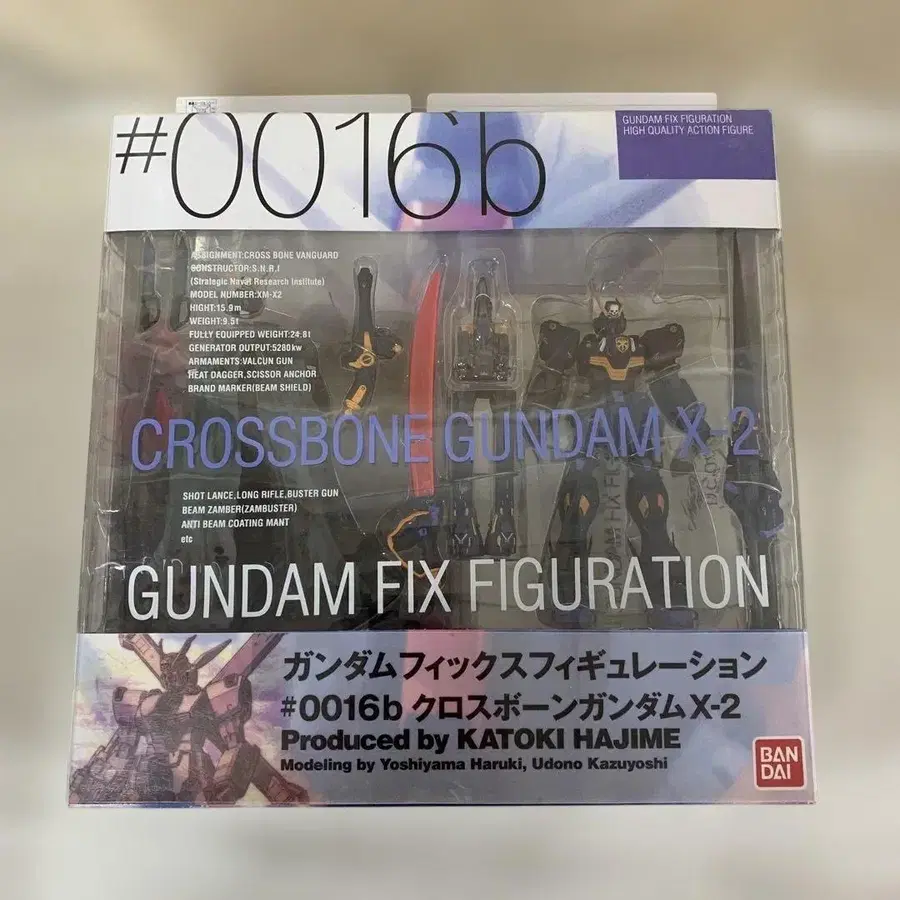 #0016b
GUNDAM FIX FIGURATION
HIGH QUALITY ACTION FIGURE
ASSIGNMENT:CROSS BONE VANGUARD
CONSTRUCTOR:S.N.R.I
(Strategic Naval Research Institute)
MODEL NUMBER:XM-X2
HIGHT:15.9m
WEIGHT:9.5t
FULLY EQUIPPED WEIGHT:24.8t
GENERATOR OUTPUT:5280kw
ARMAMENTS:VALCUN GUN
HEAT DAGGER,SCISSOR ANCHOR
BRAND MARKER(BEAM SHIELD)
CROSSBONE GUNDAM X-2
SHOT LANCE,LONG RIFLE,BUSTER GUN
BEAM ZAMBER(ZAMBUSTER)
ANTI BEAM COATING MANT
etc
GUNDAM FIX FIGURATION
ガンダムフィックスフィギュレーション
#0016b クロスボーンガンダムX-2
Produced by KATOKI HAJIME
Modeling by Yoshiyama Haruki, Udono Kazuyoshi
BAN
DAI